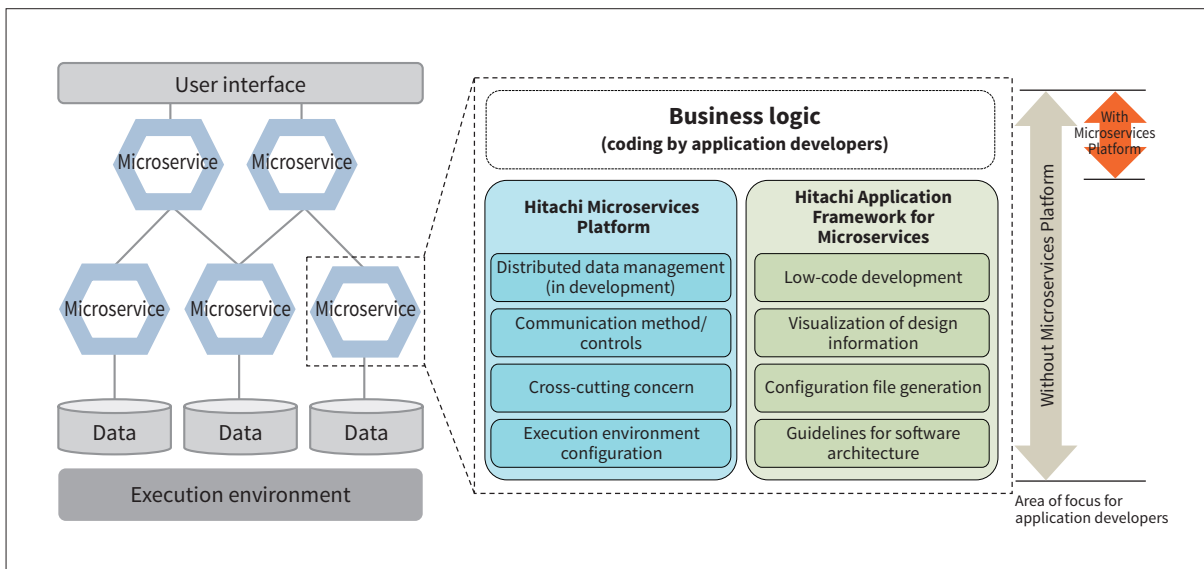 User interface
Microservice
Microservice
Microservice
Microservice
Microservice
Data
Data
Data
Execution environment
Business logic
(coding by application developers)
Hitachi Microservices
Platform
Distributed data management
(in development)
Communication method/
controls
Cross-cutting concern
Execution environment
configuration
Hitachi Application
Framework for
Microservices
Low-code development
Visualization of design
information
Configuration file generation
Guidelines for software
architecture
Without Microservices Platform
With
Microservices
Platform
Area of focus for
application developers